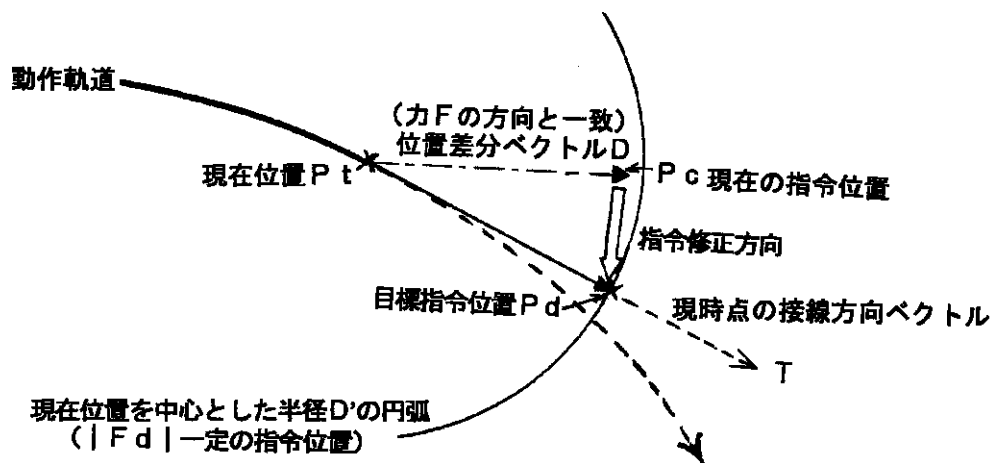 動作軌道
（力Ｆの方向と一致）
位置差分ベクトルＤ
現在位置Ｐｔ
Ｐｃ現在の指令位置
指令修正方向
目標指令位置Ｐｄ
現時点の接線方向ベクトル
Ｔ
現在位置を中心とした半径Ｄ’の円弧
（｜Ｆｄ｜一定の指令位置）